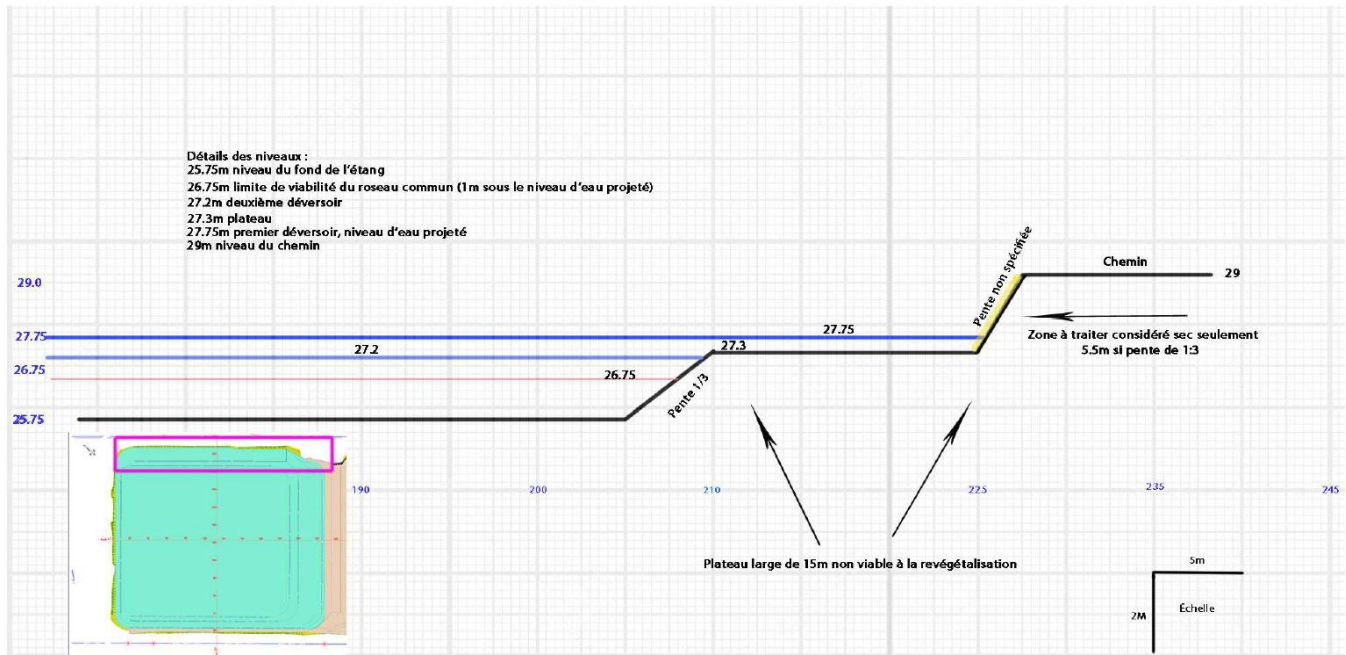 Détails des niveaux :
25.75m niveau du fond de l'étang
26.75m limite de viabilité du roseau commun (1m sous le niveau d'eau projeté)
27.2m deuxième déversoir
27.3m plateau
27.75m premier déversoir, niveau d'eau projeté
29m niveau du chemin
Pente non spécifiée
Chemin
29
29.0
27.75
27.75
Zone à traiter considéré sec seulement
5.5m si pente de 1:3
27.2
27.3
26.75
26.75
Pente 1/3
25.75
190
200
210
225
235
245
Plateau large de 15m non viable à la revégétalisation
5m
2M
Échelle